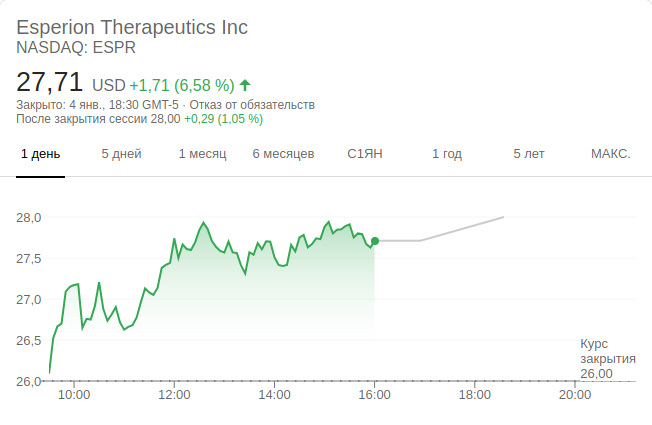 Esperion Therapeutics Inc
NASDAQ: ESPR
27,71 USD +1,71 (6,58 %)
Закрыто: 4 янв., 18:30 GMT-5 · Отказ от обязательств
После закрытия сессии 28,00 +0,29 (1,05 %)
1 день 5 дней 1 месяц 6 месяцев С1ЯН 1 год 5 лет МАКС.
28,0
27,5
27,0
26,5
Курс
закрытия
26,00
26,0
10:00 12:00 14:00 16:00 18:00 20:00